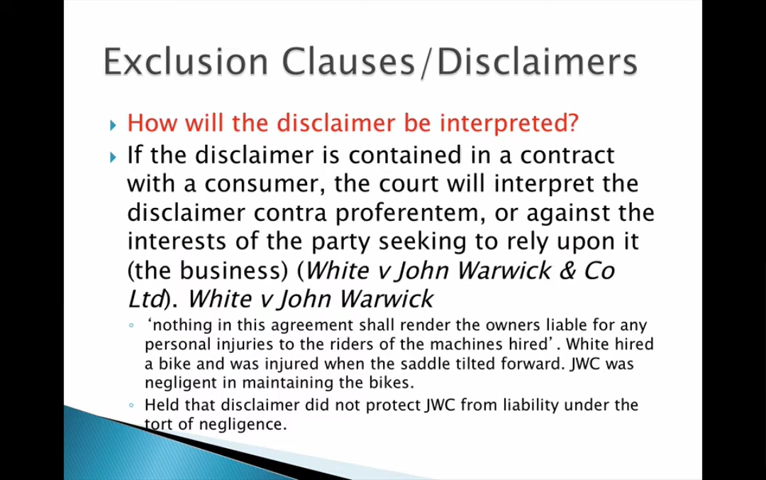 Exclusion Clauses/Disclaimers
How will the disclaimer be interpreted?
If the disclaimer is contained in a contract
with a consumer, the court will interpret the
disclaimer contra proferentem, or against the
interests of the party seeking to rely upon it
(the business) (White v John Warwick & Co
Ltd). White v John Warwick
‘nothing in this agreement shall render the owners liable for any
personal injuries to the riders of the machines hired’. White hired
a bike and was injured when the saddle tilted forward. JWC was
negligent in maintaining the bikes.
Held that disclaimer did not protect JWC from liability under the
tort of negligence.